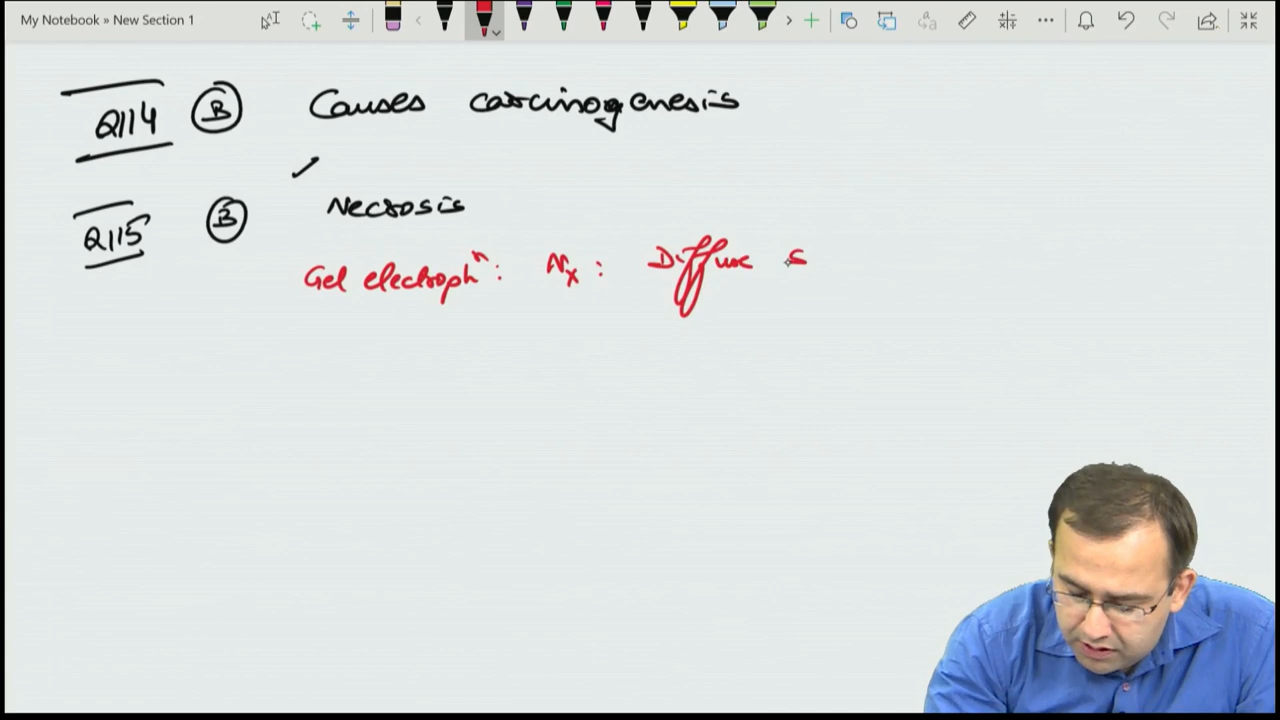 My Notebook » New Section 1
Q114 B Causes carcinogenesis
Q115 B Necrosis
Gel electrophⁿ: Nx: Diffuse s